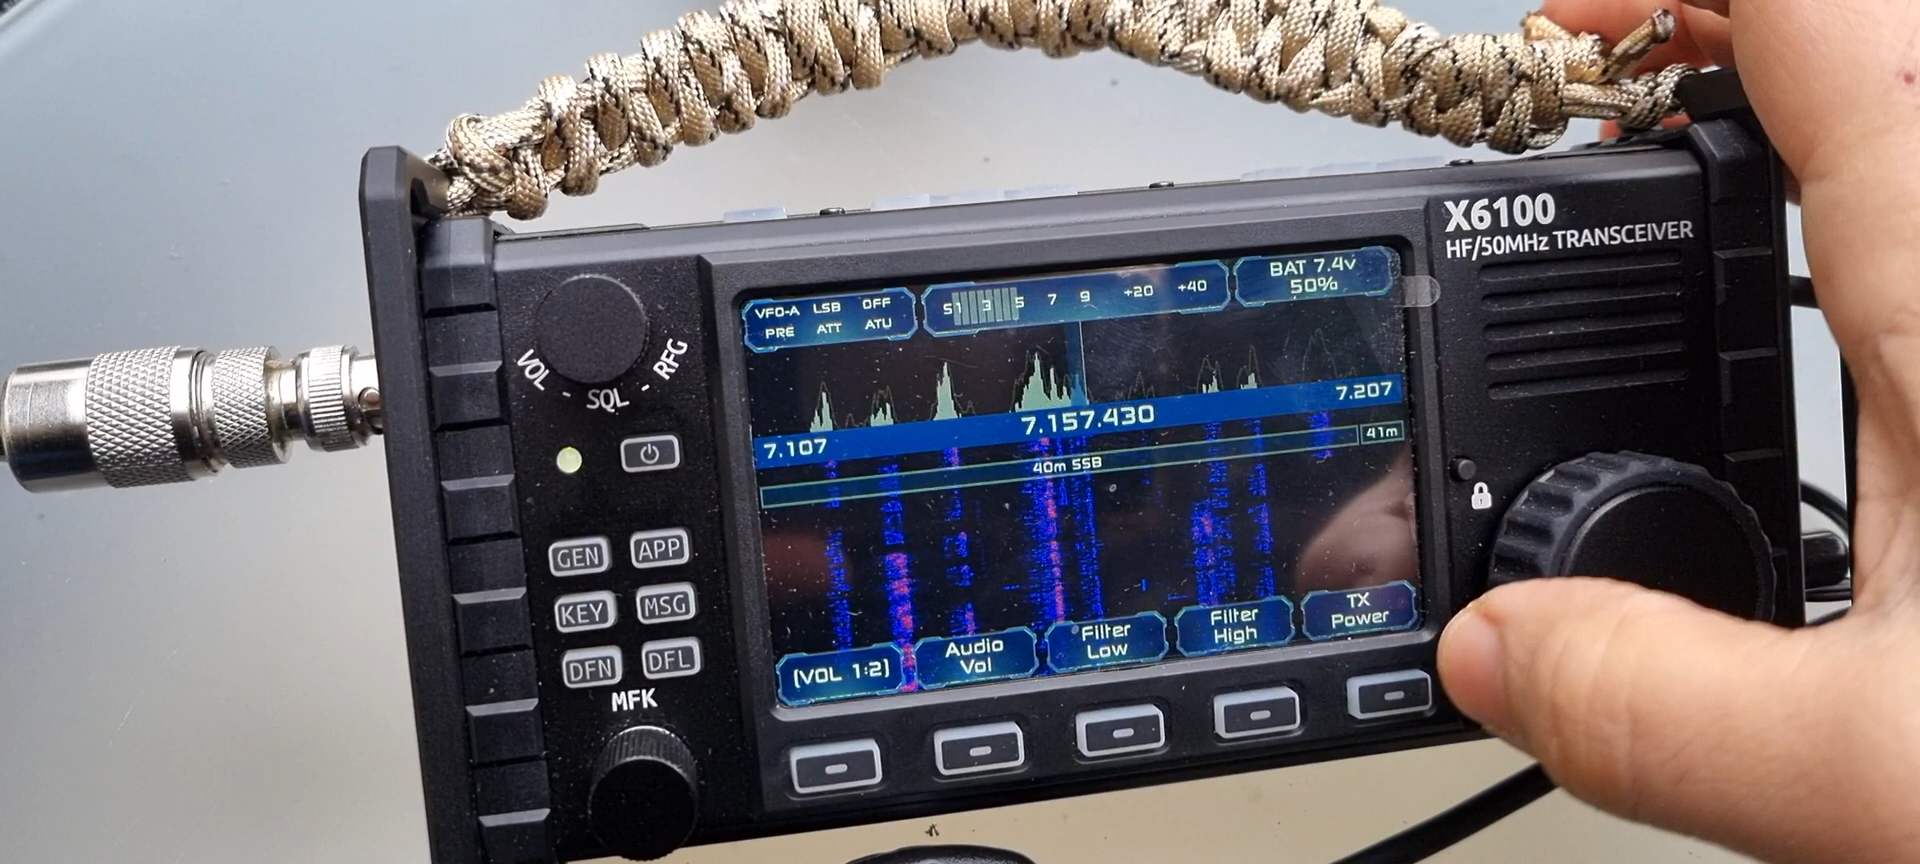 X6100
HF/50MHz TRANSCEIVER
VFO-A LSB OFF
PRE ATT ATU
S1 3 5 7 9 +20 +40
BAT 7.4v
50%
7.107 7.157.430 7.207
40m SSB 41m
(VOL 1:2)
Audio
Vol
Filter
Low
Filter
High
TX
Power
VOL - SQL - RFG
GEN APP
KEY MSG
DFN DFL
MFK